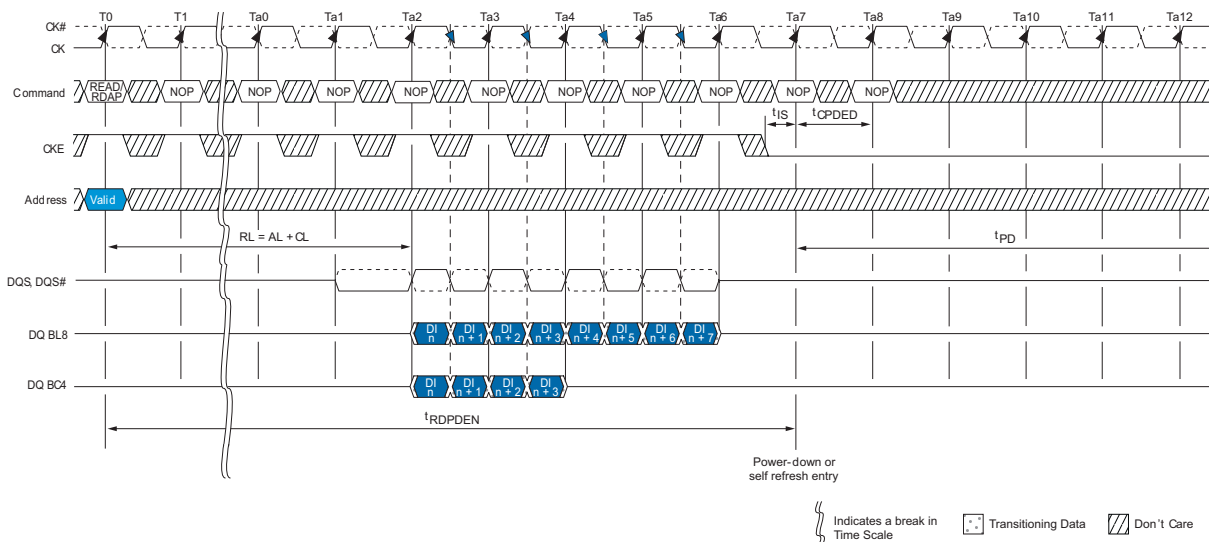 T0 T1 Ta0 Ta1 Ta2 Ta3 Ta4 Ta5 Ta6 Ta7 Ta8 Ta9 Ta10 Ta11 Ta12
CK#
CK
Command READ/ RDAP NOP NOP NOP NOP NOP NOP NOP NOP NOP NOP
tIS tCPDED
CKE
Address Valid
RL = AL + CL
tPD
DQS, DQS#
DQ BL8 DI n DI n + 1 DI n + 2 DI n + 3 DI n + 4 DI n+ 5 DI n + 6 DI n + 7
DQ BC4 DI n DI n + 1 DI n + 2 DI n + 3
tRDPDEN
Power-down or
self refresh entry
Indicates a break in
Time Scale
Transitioning Data
Don't Care